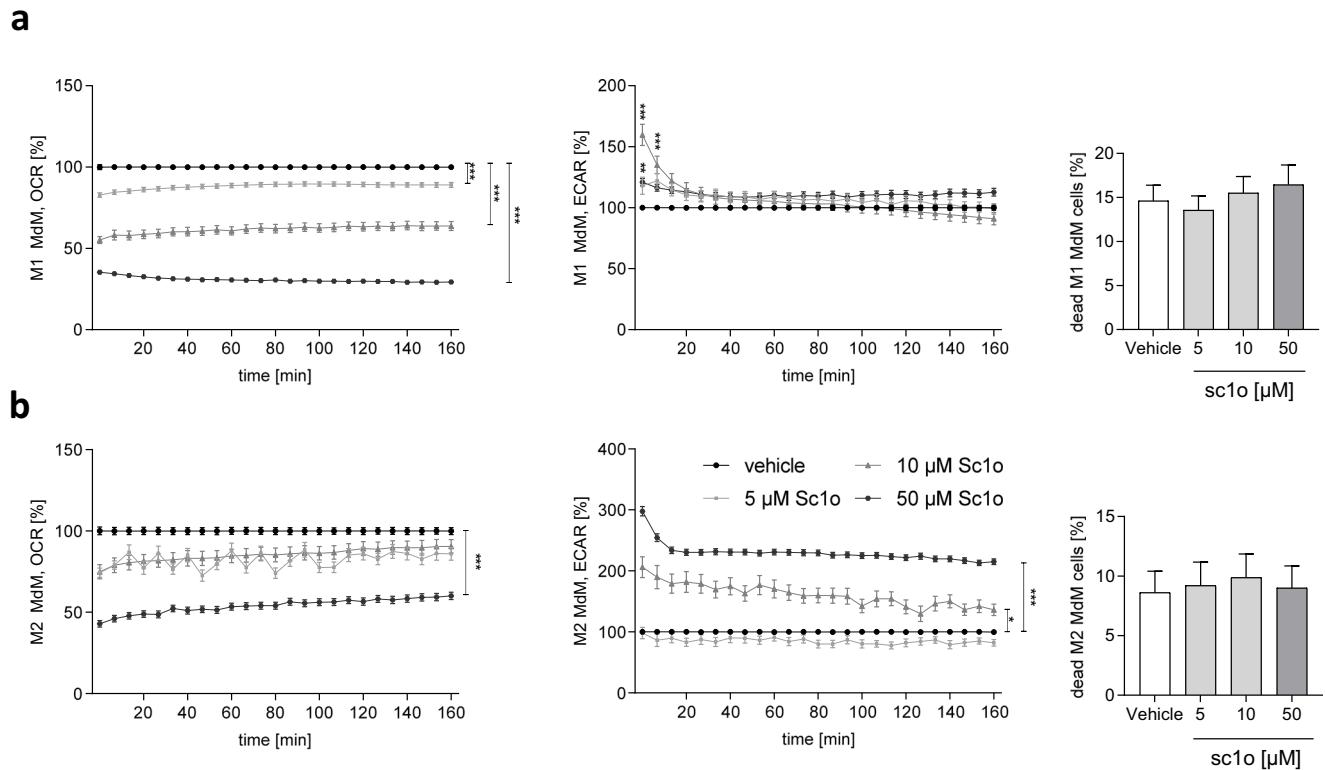 a
M1 MdM, OCR [%]
150
100
50
0
20 40 60 80 100 120 140 160
time [min]
***
***
***
M1 MdM, ECAR [%]
200
150
100
50
0
20 40 60 80 100 120 140 160
time [min]
***
***
**
dead M1 MdM cells [%]
20
15
10
5
0
Vehicle 5 10 50
sc1o [µM]
b
M2 MdM, OCR [%]
150
100
50
0
20 40 60 80 100 120 140 160
time [min]
***
M2 MdM, ECAR [%]
400
300
200
100
0
20 40 60 80 100 120 140 160
time [min]
vehicle 10 µM Sc1o
5 µM Sc1o 50 µM Sc1o
*
***
dead M2 MdM cells [%]
15
10
5
0
Vehicle 5 10 50
sc1o [µM]